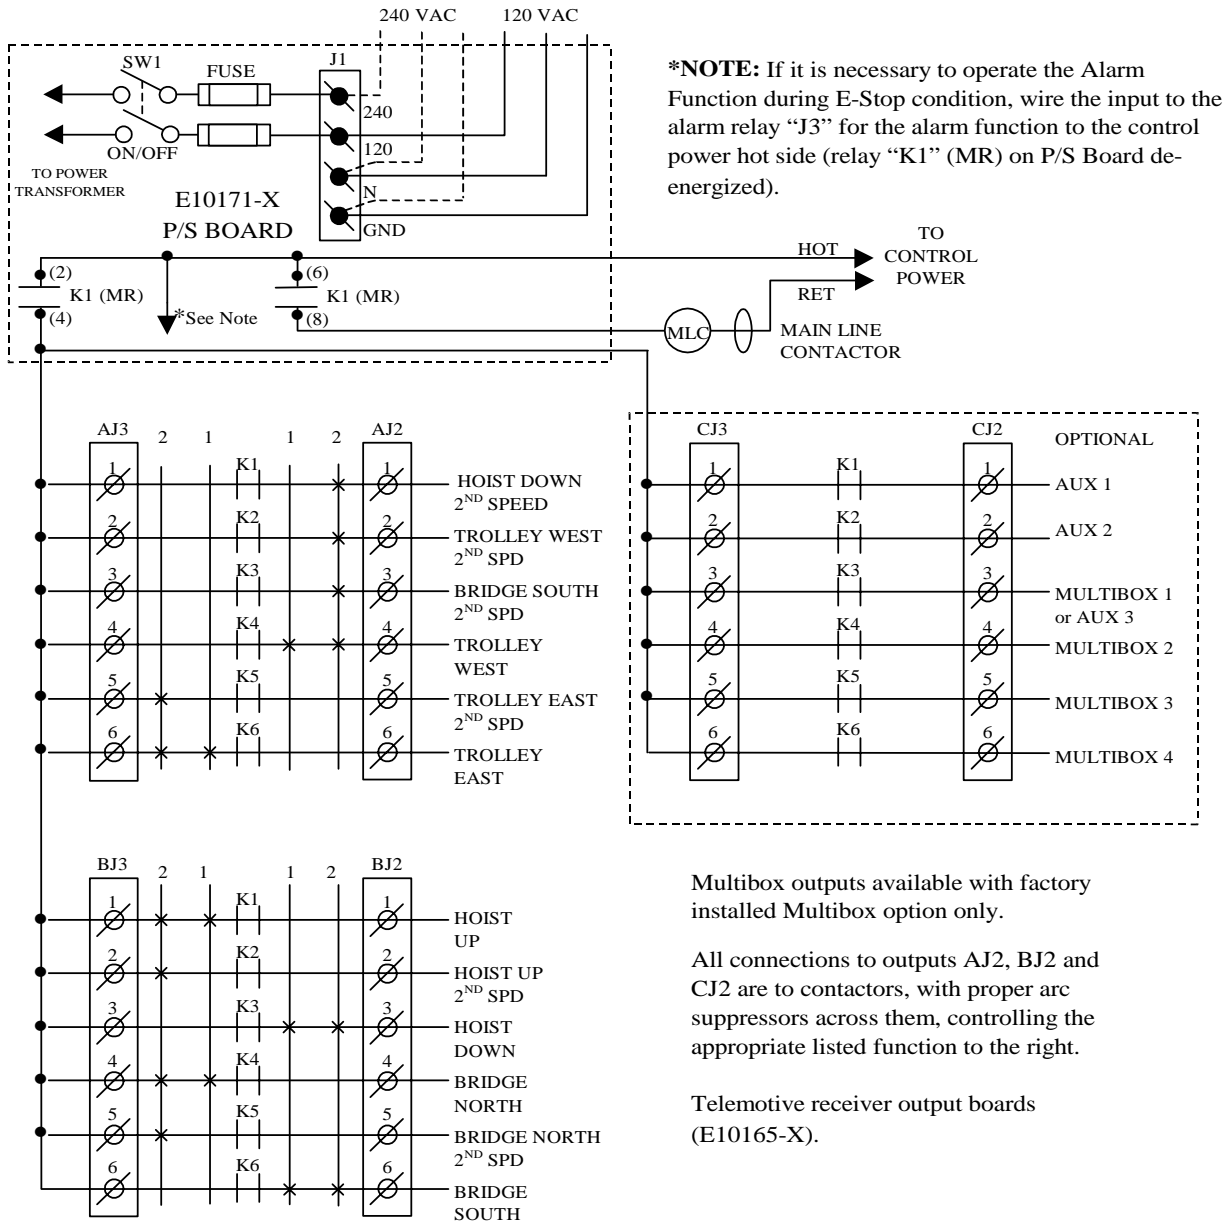 240 VAC
120 VAC
SW1
FUSE
J1
240
120
N
GND
ON/OFF
TO POWER
TRANSFORMER
E10171-X
P/S BOARD
*NOTE: If it is necessary to operate the Alarm
Function during E-Stop condition, wire the input to the
alarm relay “J3” for the alarm function to the control
power hot side (relay “K1” (MR) on P/S Board de-
energized).
(2)
K1 (MR)
(4)
*See Note
(6)
K1 (MR)
(8)
HOT
RET
TO
CONTROL
POWER
MLC
MAIN LINE
CONTACTOR
AJ3
2
1
1
2
AJ2
1
K1
1
HOIST DOWN
2ND SPEED
2
K2
2
TROLLEY WEST
2ND SPD
3
K3
3
BRIDGE SOUTH
2ND SPD
4
K4
4
TROLLEY
WEST
5
K5
5
TROLLEY EAST
2ND SPD
6
K6
6
TROLLEY
EAST
CJ3
CJ2
OPTIONAL
1
K1
1
AUX 1
2
K2
2
AUX 2
3
K3
3
MULTIBOX 1
or AUX 3
4
K4
4
MULTIBOX 2
5
K5
5
MULTIBOX 3
6
K6
6
MULTIBOX 4
BJ3
2
1
1
2
BJ2
1
K1
1
HOIST
UP
2
K2
2
HOIST UP
2ND SPD
3
K3
3
HOIST
DOWN
4
K4
4
BRIDGE
NORTH
5
K5
5
BRIDGE NORTH
2ND SPD
6
K6
6
BRIDGE
SOUTH
Multibox outputs available with factory
installed Multibox option only.
All connections to outputs AJ2, BJ2 and
CJ2 are to contactors, with proper arc
suppressors across them, controlling the
appropriate listed function to the right.
Telemotive receiver output boards
(E10165-X).